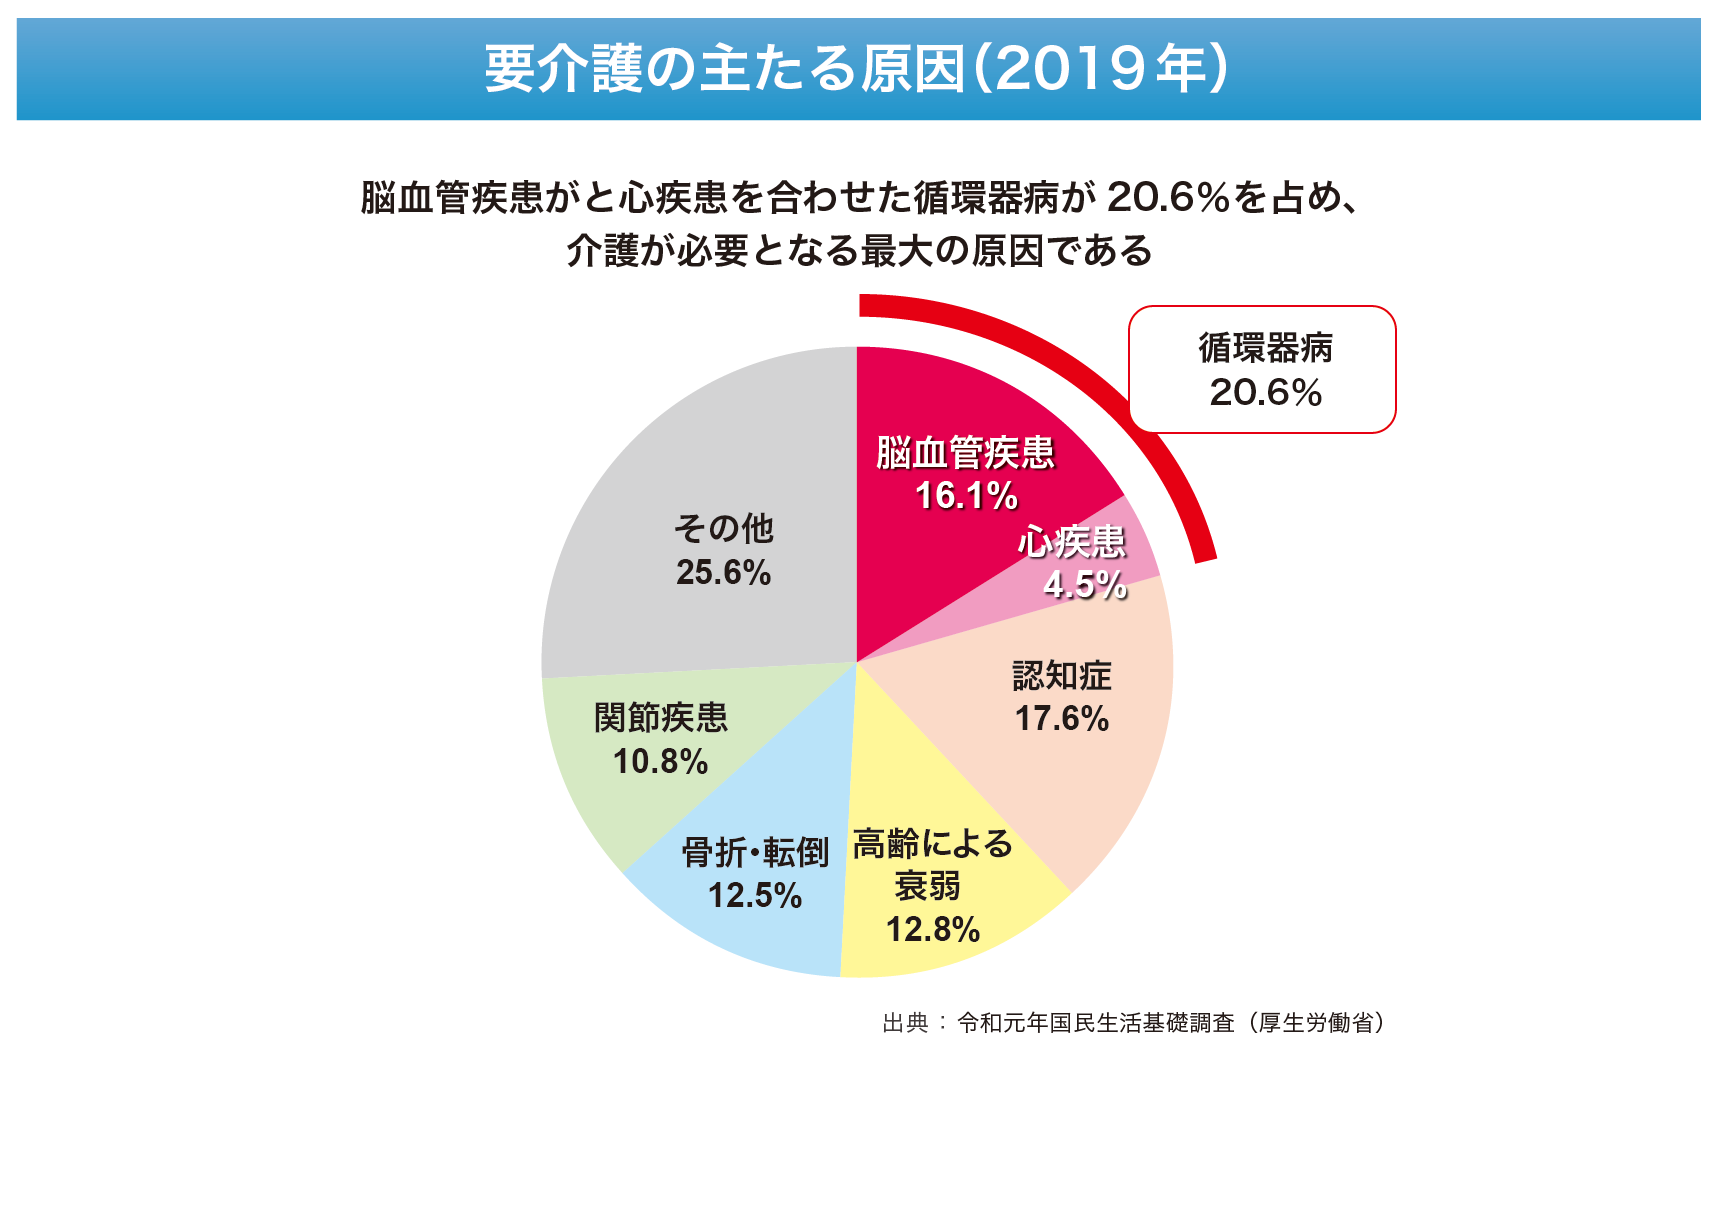 要介護の主たる原因（2019年）
脳血管疾患がと心疾患を合わせた循環器病が 20.6%を占め、
介護が必要となる最大の原因である
循環器病
20.6%
脳血管疾患
16.1%
心疾患
4.5%
その他
25.6%
認知症
17.6%
関節疾患
10.8%
骨折・転倒
12.5%
高齢による
衰弱
12.8%
出典：令和元年国民生活基礎調査（厚生労働省）